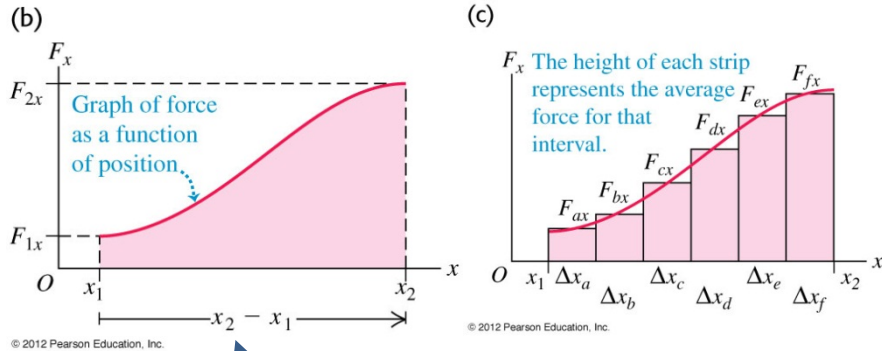 (b)
F_x
F_2x
Graph of force
as a function
of position
F_1x
O
x_1
x_2
x
x_2 − x_1
© 2012 Pearson Education, Inc.
(c)
F_x
The height of each strip
represents the average
force for that
interval.
F_ax
F_bx
F_cx
F_dx
F_ex
F_fx
O
x_1
Δx_a
Δx_b
Δx_c
Δx_d
Δx_e
Δx_f
x_2
x
© 2012 Pearson Education, Inc.